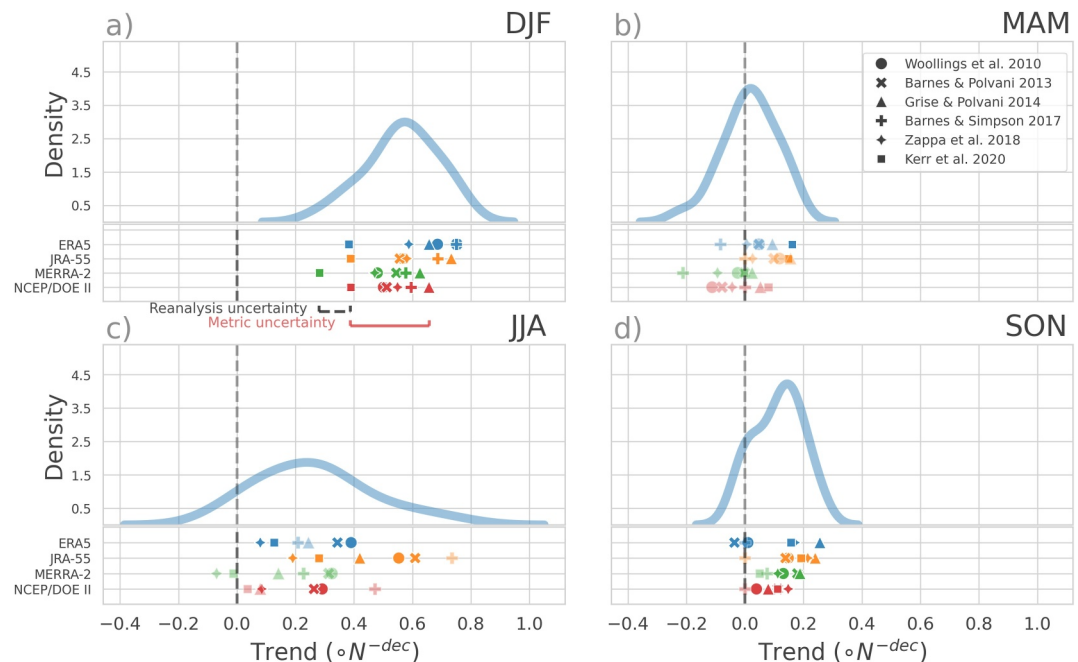 a) DJF
b) MAM
Density
4.5
3.5
2.5
1.5
0.5
ERA5
JRA-55
MERRA-2
NCEP/DOE II
Woollings et al. 2010
Barnes & Polvani 2013
Grise & Polvani 2014
Barnes & Simpson 2017
Zappa et al. 2018
Kerr et al. 2020
Reanalysis uncertainty
Metric uncertainty
c) JJA
d) SON
Density
4.5
3.5
2.5
1.5
0.5
ERA5
JRA-55
MERRA-2
NCEP/DOE II
−0.4 −0.2 0.0 0.2 0.4 0.6 0.8 1.0
−0.4 −0.2 0.0 0.2 0.4 0.6 0.8 1.0
Trend (∘N⁻ᵈᵉᶜ)
Trend (∘N⁻ᵈᵉᶜ)